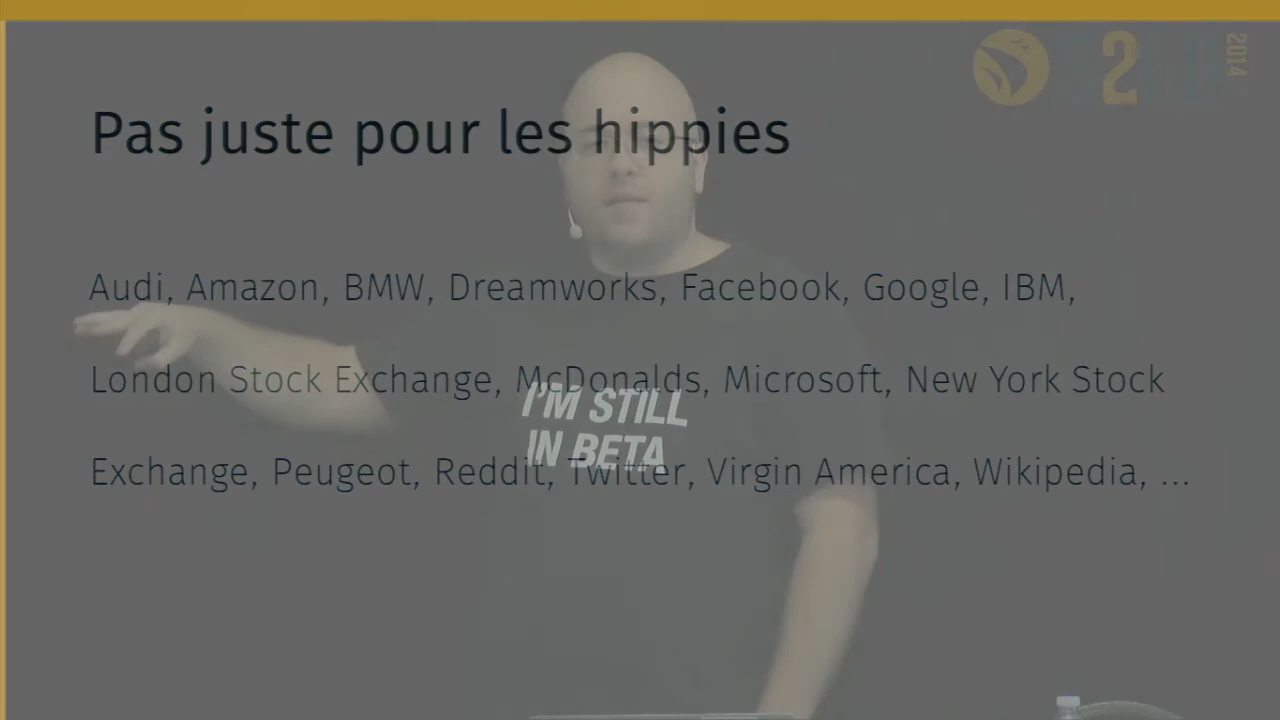 2 2014
Pas juste pour les hippies
Audi, Amazon, BMW, Dreamworks, Facebook, Google, IBM,
London Stock Exchange, McDonalds, Microsoft, New York Stock
I'M STILL
IN BETA
Exchange, Peugeot, Reddit, Twitter, Virgin America, Wikipedia, ...